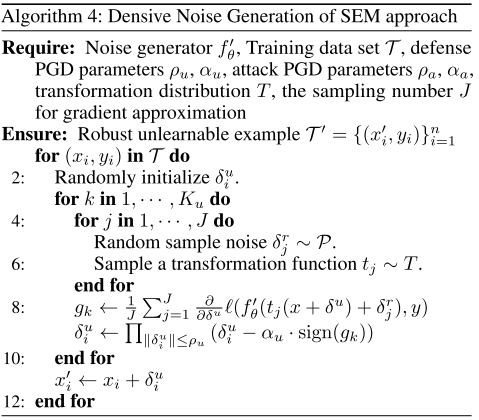 Algorithm 4: Densive Noise Generation of SEM approach
Require: Noise generator $f'_\theta$, Training data set $\mathcal{T}$, defense
PGD parameters $\rho_u$, $\alpha_u$, attack PGD parameters $\rho_a$, $\alpha_a$,
transformation distribution $T$, the sampling number $J$
for gradient approximation
Ensure: Robust unlearnable example $\mathcal{T}' = \{(x'_i, y_i)\}_{i=1}^n$
for $(x_i, y_i)$ in $\mathcal{T}$ do
2: Randomly initialize $\delta_i^u$.
for $k$ in $1, \cdots, K_u$ do
4: for $j$ in $1, \cdots, J$ do
Random sample noise $\delta_j^r \sim \mathcal{P}$.
6: Sample a transformation function $t_j \sim T$.
end for
8: $g_k \leftarrow \frac{1}{J} \sum_{j=1}^{J} \frac{\partial}{\partial \delta^u} \ell(f'_\theta(t_j(x + \delta^u) + \delta_j^r), y)$
$\delta_i^u \leftarrow \prod_{\|\delta_i^u\| \leq \rho_u} (\delta_i^u - \alpha_u \cdot \text{sign}(g_k))$
10: end for
$x'_i \leftarrow x_i + \delta_i^u$
12: end for